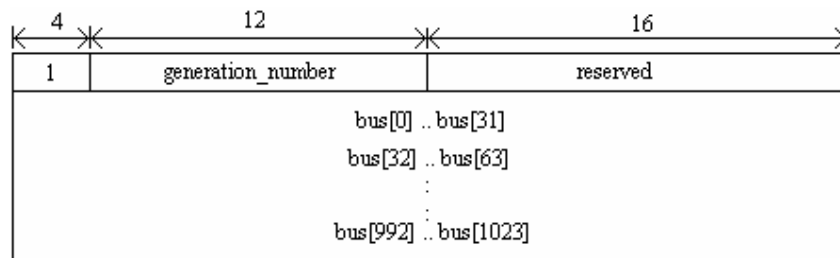 4 12 16
1 generation_number reserved
bus[0] .. bus[31]
bus[32] .. bus[63]
:
:
bus[992] .. bus[1023]